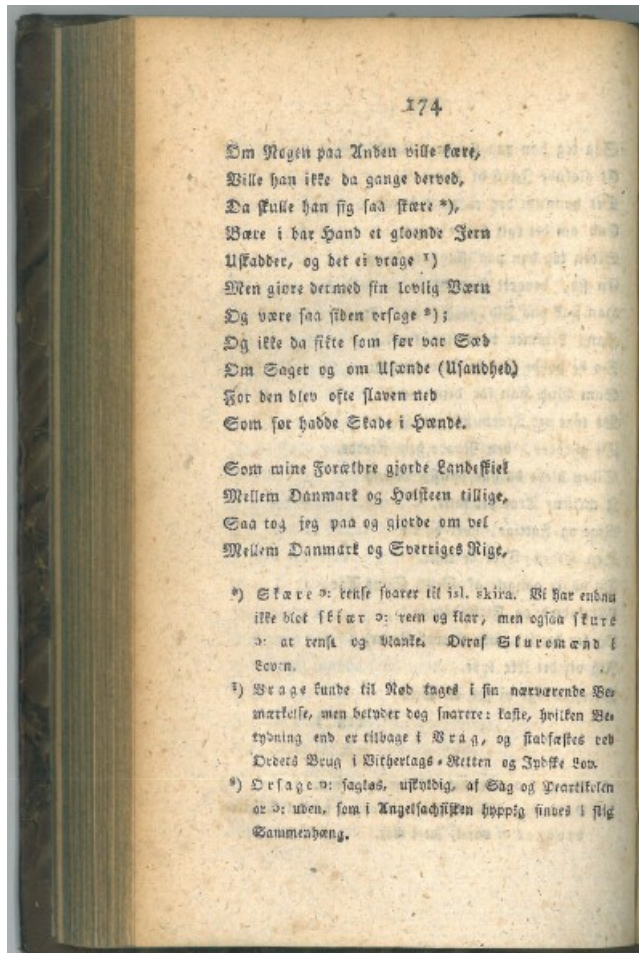 174
Om Nogen paa Anden ville kære,
Ville han ikke da gange derved,
Da skulle han sig saa skære *),
Bære i bar Hand et gloende Jern
Uskadder, og det ei vrage ¹)
Men giøre dermed sin lovlig Værn
Og være saa siden orsage ²);
Og ikke da sikte som før var Sæd
Om Sager og om Usænde (Usandhed)
For den blev ofte slaven ned
Som før hadde Skade i Hænde.
Som mine Forældre gjorde Landeskiel
Mellem Danmark og Holsteen tillige,
Saa tog jeg paa og giorde om vel
Mellem Danmark og Sverriges Rige,
*) Skære ɔ: rense svarer til isl. skira. Vi har endnu
ikke blot skiær ɔ: reen og klar, men ogsaa skure
ɔ: at rense og blanke. Deraf Skuromænd i
Loven.
¹) Vrage kunde til Nød tages i sin nærværende Be-
mærkelse, men betyder dog snarere: kaste, hvilken Be-
tydning end er tilbage i Vrag, og stadfæstes ved
Ordets Brug i Vitherlags-Retten og Jydske Lov.
²) Orsage ɔ: sagløs, uskyldig, af Sag og Præartikelen
or ɔ: uden, som i Angelsachsisken hyppig findes i slig
Sammenhæng.